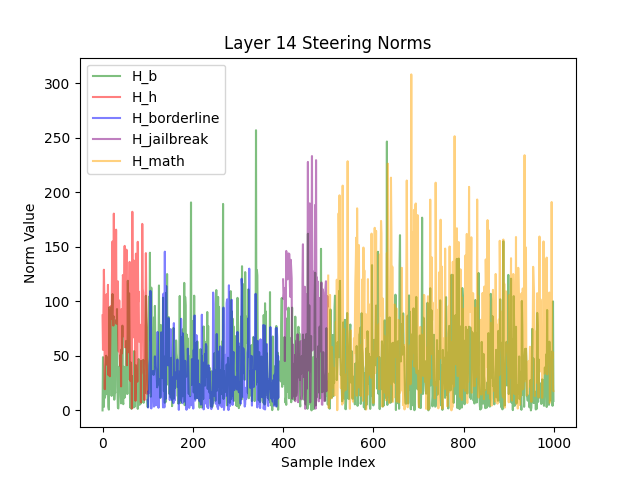 Layer 14 Steering Norms
H_b
H_h
H_borderline
H_jailbreak
H_math
Norm Value
300
250
200
150
100
50
0
0
200
400
600
800
1000
Sample Index